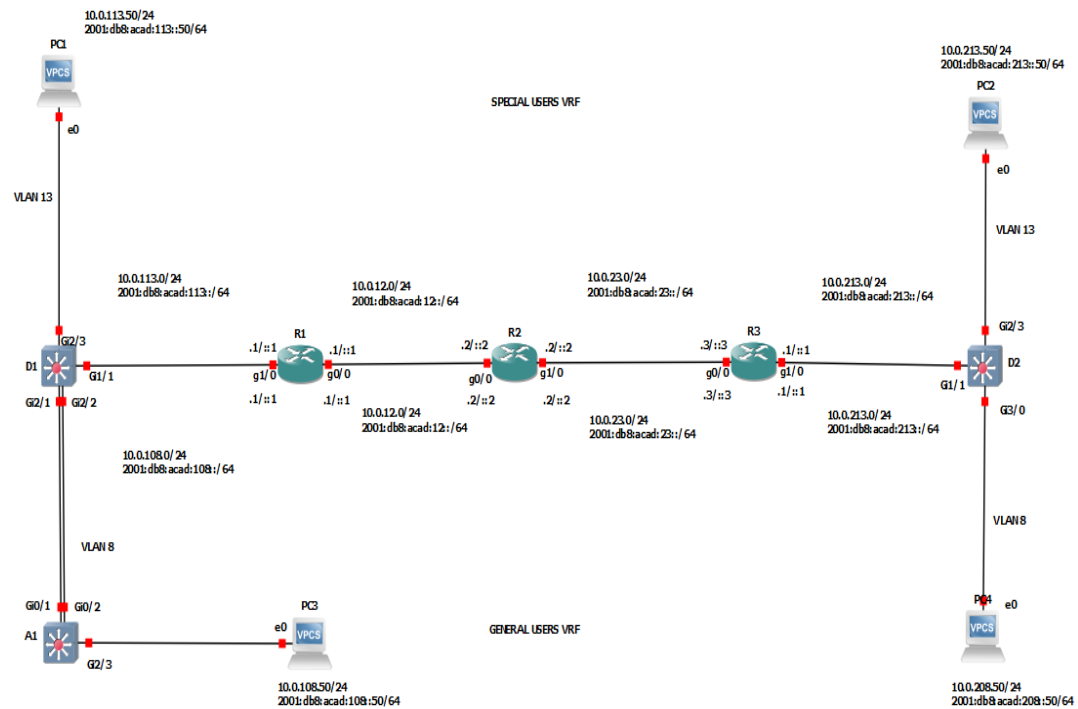 10.0.113.50/24
2001:db8:acad:113::50/64
PC1
VPCS
e0
VLAN 13
SPECIAL USERS VRF
10.0.213.50/24
2001:db8:acad:213::50/64
PC2
VPCS
e0
VLAN 13
10.0.113.0/24
2001:db8:acad:113::/64
10.0.12.0/24
2001:db8:acad:12::/64
10.0.23.0/24
2001:db8:acad:23::/64
10.0.213.0/24
2001:db8:acad:213::/64
D1
Gi2/3
G1/1
Gi2/1
Gi2/2
R1
.1/::1
.1/::1
g1/0
g0/0
.1/::1
.1/::1
R2
.2/::2
.2/::2
g0/0
g1/0
.2/::2
.2/::2
R3
.3/::3
.1/::1
g0/0
g1/0
.3/::3
.1/::1
Gi2/3
D2
Gi1/1
G3/0
10.0.108.0/24
2001:db8:acad:108::/64
10.0.12.0/24
2001:db8:acad:12::/64
10.0.23.0/24
2001:db8:acad:23::/64
10.0.213.0/24
2001:db8:acad:213::/64
VLAN 8
VLAN 8
Gi0/1
Gi0/2
A1
Gi2/3
PC3
e0
VPCS
10.0.108.50/24
2001:db8:acad:108::50/64
GENERAL USERS VRF
PC4
e0
VPCS
10.0.208.50/24
2001:db8:acad:208::50/64